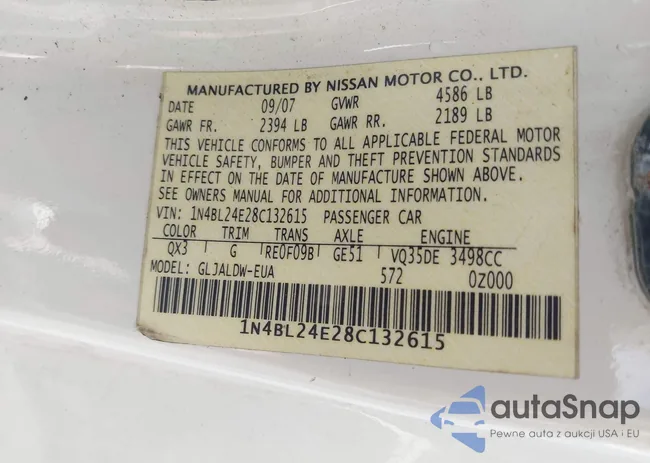 MANUFACTURED BY NISSAN MOTOR CO., LTD.
DATE 09/07 GVWR 4586 LB
GAWR FR. 2394 LB GAWR RR. 2189 LB
THIS VEHICLE CONFORMS TO ALL APPLICABLE FEDERAL MOTOR
VEHICLE SAFETY, BUMPER AND THEFT PREVENTION STANDARDS
IN EFFECT ON THE DATE OF MANUFACTURE SHOWN ABOVE.
SEE OWNERS MANUAL FOR ADDITIONAL INFORMATION.
VIN: 1N4BL24E28C132615 PASSENGER CAR
COLOR TRIM TRANS AXLE ENGINE
QX3 G RE0F09B GE51 VQ35DE 3498CC
MODEL: GLJALDW-EUA 572 0Z000
1N4BL24E28C132615
autoSnap
Pewne auta z aukcji USA i EU